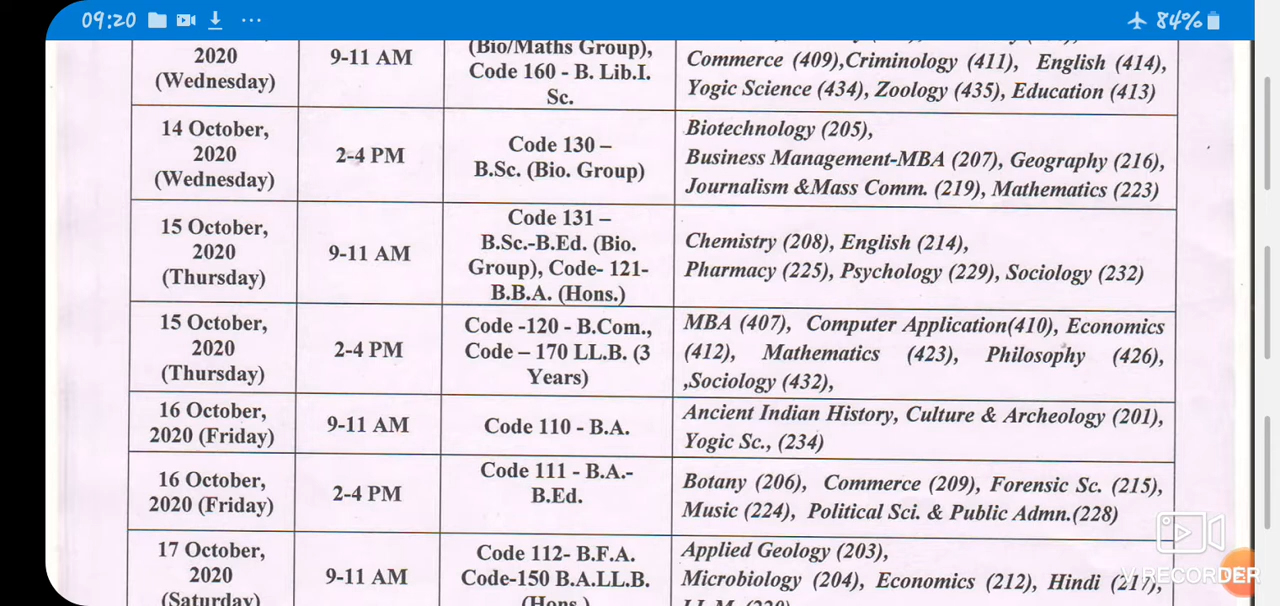 09:20
84%
2020
(Wednesday)
9-11 AM
(Bio/Maths Group),
Code 160 - B. Lib.I.
Sc.
Commerce (409),Criminology (411), English (414),
Yogic Science (434), Zoology (435), Education (413)
14 October,
2020
(Wednesday)
2-4 PM
Code 130 –
B.Sc. (Bio. Group)
Biotechnology (205),
Business Management-MBA (207), Geography (216),
Journalism &Mass Comm. (219), Mathematics (223)
15 October,
2020
(Thursday)
9-11 AM
Code 131 –
B.Sc.-B.Ed. (Bio.
Group), Code- 121-
B.B.A. (Hons.)
Chemistry (208), English (214),
Pharmacy (225), Psychology (229), Sociology (232)
15 October,
2020
(Thursday)
2-4 PM
Code -120 - B.Com.,
Code – 170 LL.B. (3
Years)
MBA (407), Computer Application(410), Economics
(412), Mathematics (423), Philosophy (426),
,Sociology (432),
16 October,
2020 (Friday)
9-11 AM
Code 110 - B.A.
Ancient Indian History, Culture & Archeology (201),
Yogic Sc., (234)
16 October,
2020 (Friday)
2-4 PM
Code 111 - B.A.-
B.Ed.
Botany (206), Commerce (209), Forensic Sc. (215),
Music (224), Political Sci. & Public Admn.(228)
17 October,
2020
(Saturday)
9-11 AM
Code 112- B.F.A.
Code-150 B.A.LL.B.
(Hons.)
Applied Geology (203),
Microbiology (204), Economics (212), Hindi (217),
LL.M. (220)
V RECORDER